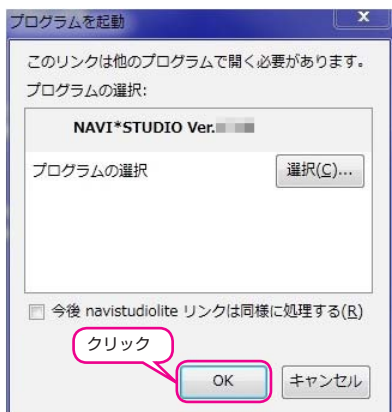 プログラムを起動
x
このリンクは他のプログラムで開く必要があります。
プログラムの選択:
NAVI*STUDIO Ver.
プログラムの選択
選択(C)...
今後 navistudiolite リンクは同様に処理する(R)
クリック
OK
キャンセル